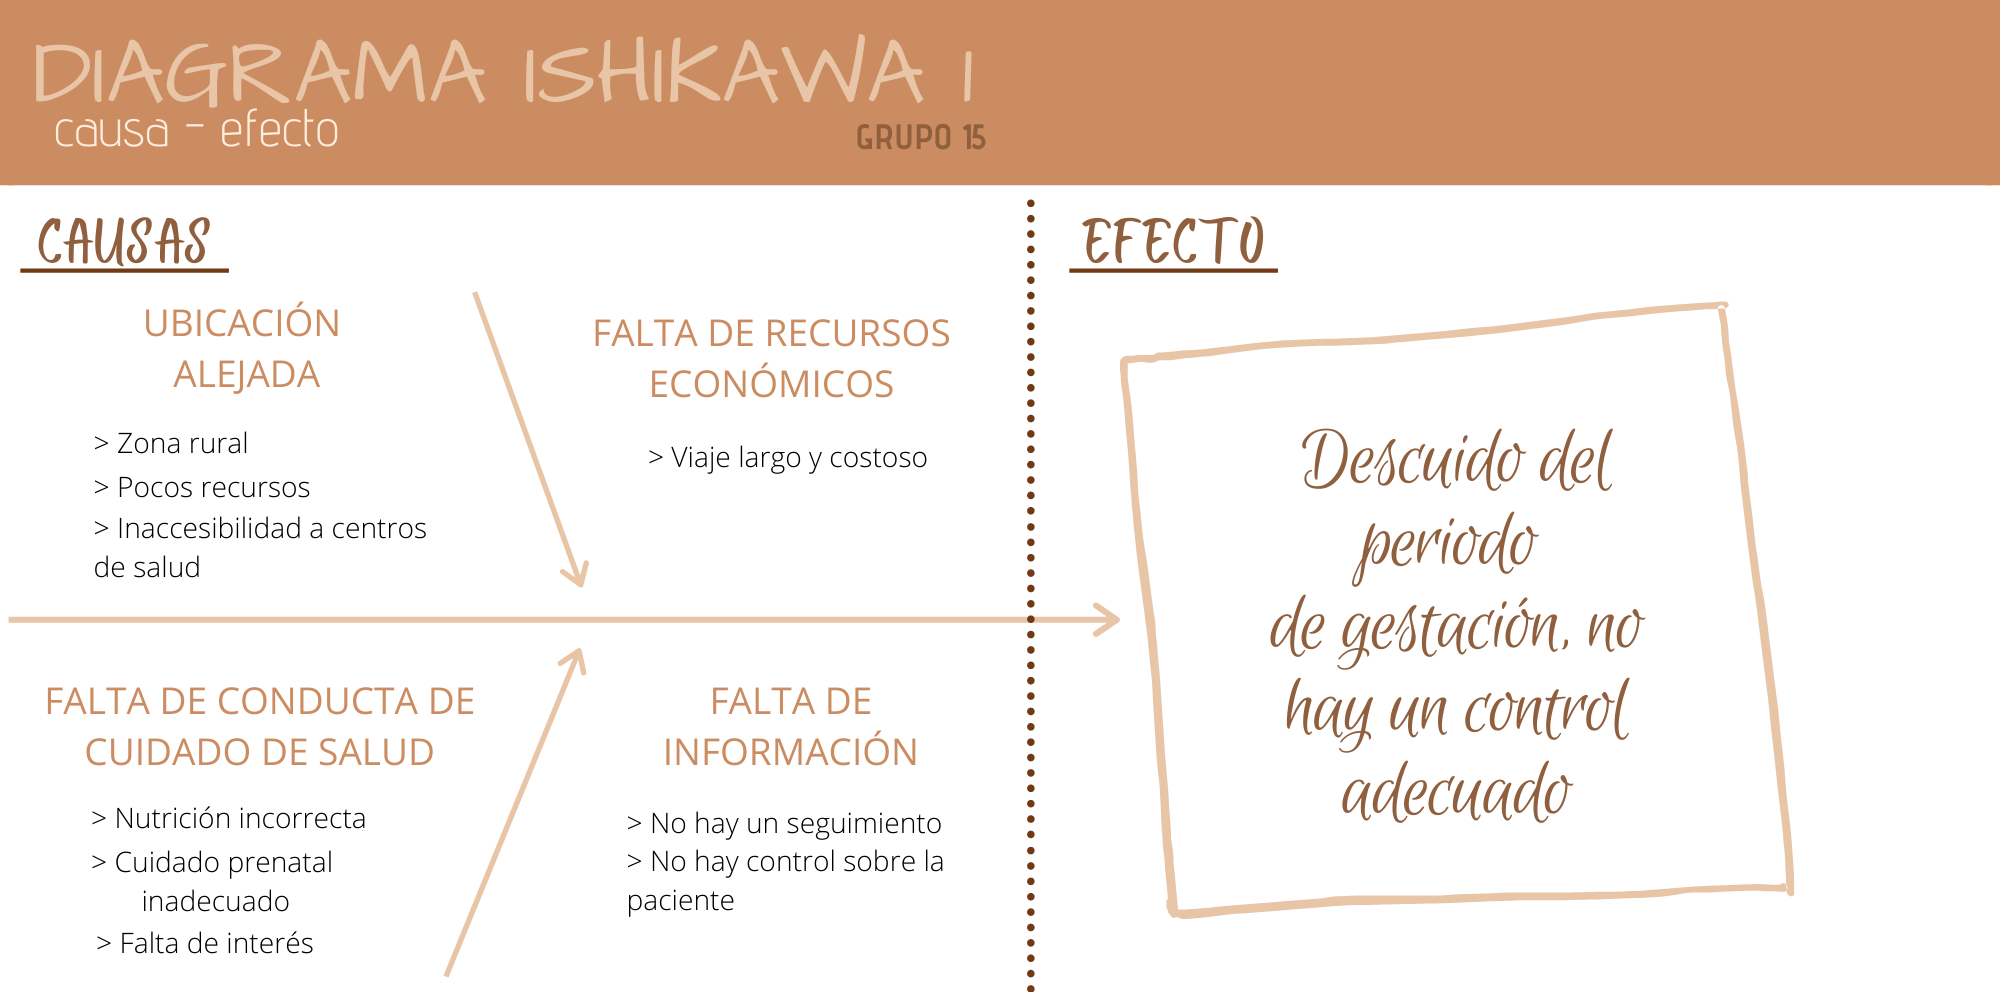 DIAGRAMA ISHIKAWA I
causa - efecto
GRUPO 15
CAUSAS
UBICACIÓN
ALEJADA
> Zona rural
> Pocos recursos
> Inaccesibilidad a centros
de salud
FALTA DE RECURSOS
ECONÓMICOS
> Viaje largo y costoso
FALTA DE CONDUCTA DE
CUIDADO DE SALUD
> Nutrición incorrecta
> Cuidado prenatal
inadecuado
> Falta de interés
FALTA DE
INFORMACIÓN
> No hay un seguimiento
> No hay control sobre la
paciente
EFECTO
Descuido del
periodo
de gestación, no
hay un control
adecuado